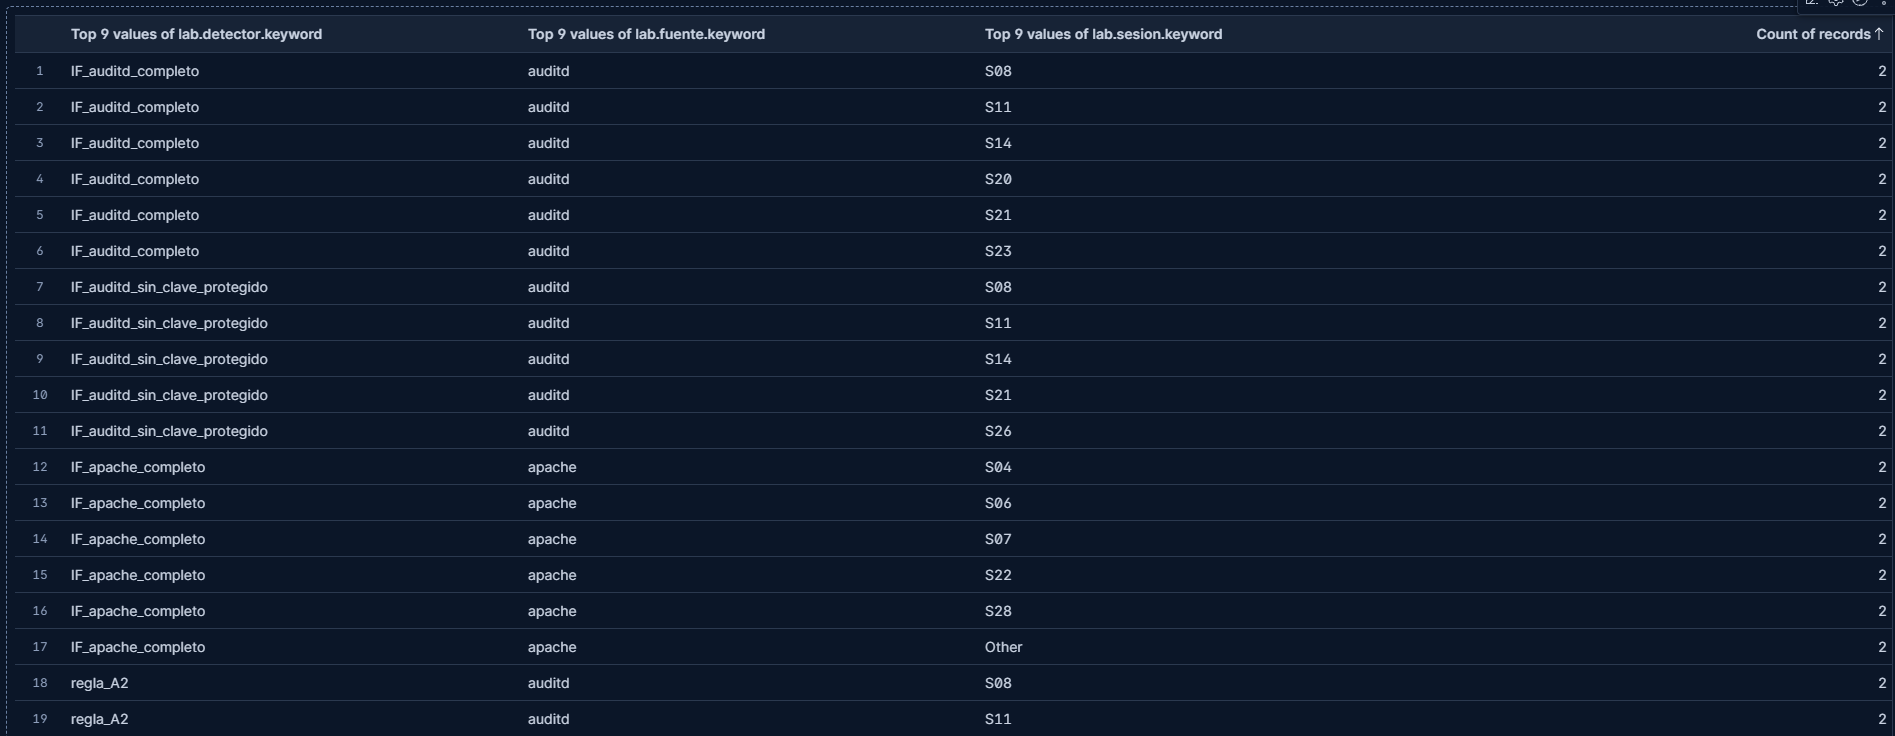 Top 9 values of lab.detector.keyword Top 9 values of lab.fuente.keyword Top 9 values of lab.sesion.keyword Count of records ↑
1 IF_auditd_completo auditd S08 2
2 IF_auditd_completo auditd S11 2
3 IF_auditd_completo auditd S14 2
4 IF_auditd_completo auditd S20 2
5 IF_auditd_completo auditd S21 2
6 IF_auditd_completo auditd S23 2
7 IF_auditd_sin_clave_protegido auditd S08 2
8 IF_auditd_sin_clave_protegido auditd S11 2
9 IF_auditd_sin_clave_protegido auditd S14 2
10 IF_auditd_sin_clave_protegido auditd S21 2
11 IF_auditd_sin_clave_protegido auditd S26 2
12 IF_apache_completo apache S04 2
13 IF_apache_completo apache S06 2
14 IF_apache_completo apache S07 2
15 IF_apache_completo apache S22 2
16 IF_apache_completo apache S28 2
17 IF_apache_completo apache Other 2
18 regla_A2 auditd S08 2
19 regla_A2 auditd S11 2